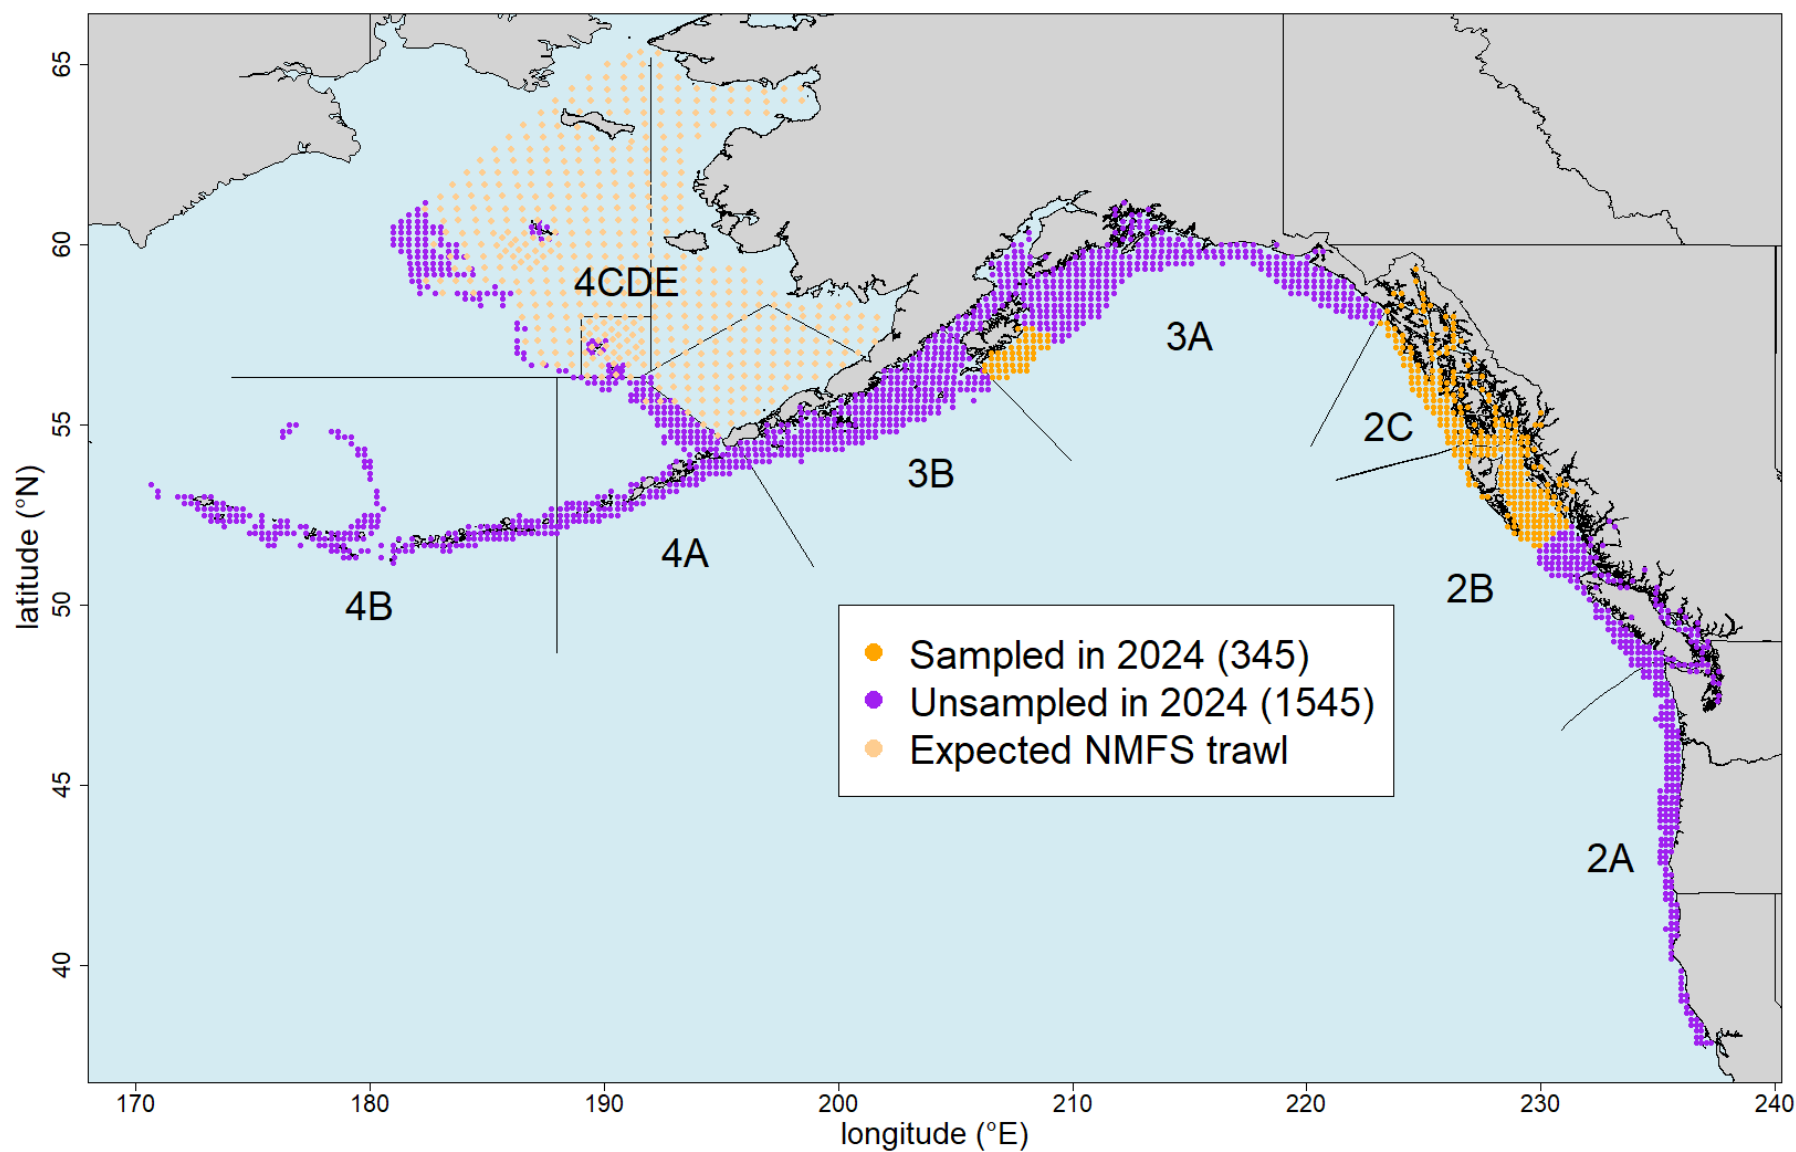 65
60
55
50
45
40
latitude (°N)
4CDE
3A
2C
3B
4A
2B
4B
2A
Sampled in 2024 (345)
Unsampled in 2024 (1545)
Expected NMFS trawl
170
180
190
200
210
220
230
240
longitude (°E)